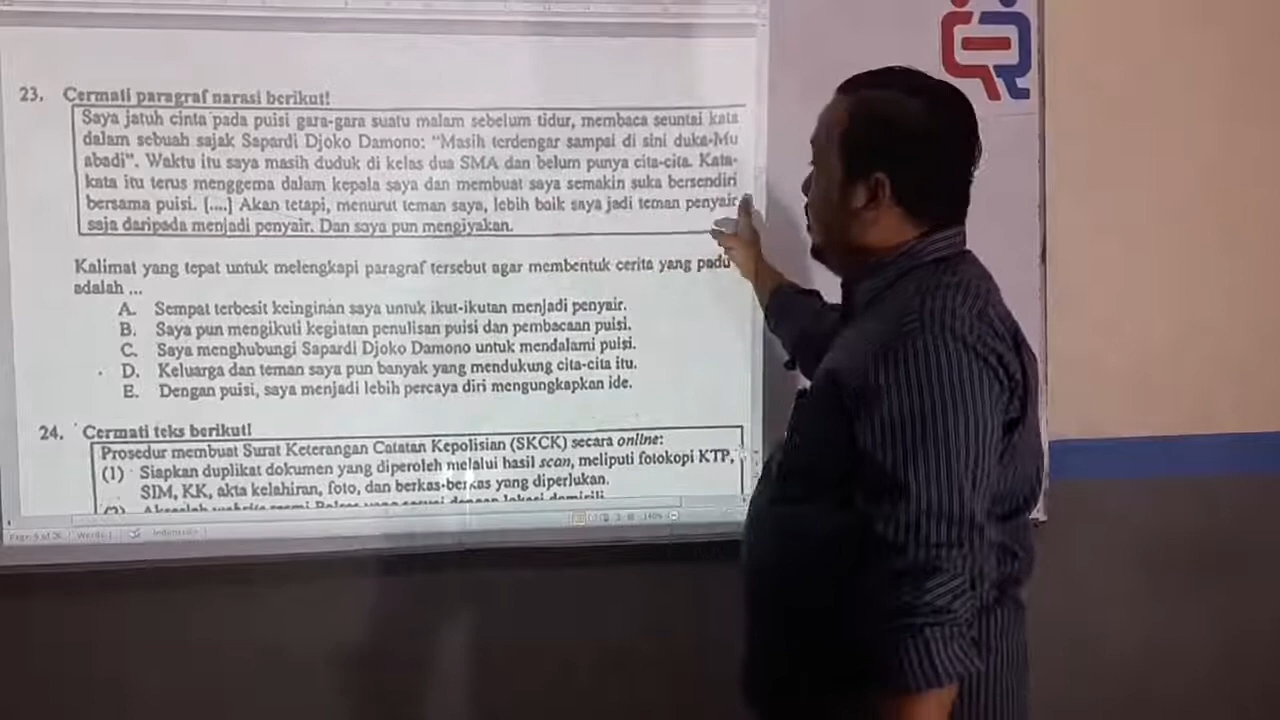 23. Cermati paragraf narasi berikut!
Saya jatuh cinta pada puisi gara-gara suatu malam sebelum tidur, membaca seuntai kata
dalam sebuah sajak Sapardi Djoko Damono: “Masih terdengar sampai di sini duka-Mu
abadi”. Waktu itu saya masih duduk di kelas dua SMA dan belum punya cita-cita. Kata-
kata itu terus menggema dalam kepala saya dan membuat saya semakin suka bersendiri
bersama puisi. [....] Akan tetapi, menurut teman saya, lebih baik saya jadi teman penyair
saja daripada menjadi penyair. Dan saya pun mengiyakan.
Kalimat yang tepat untuk melengkapi paragraf tersebut agar membentuk cerita yang padu
adalah ...
A. Sempat terbesit keinginan saya untuk ikut-ikutan menjadi penyair.
B. Saya pun mengikuti kegiatan penulisan puisi dan pembacaan puisi.
C. Saya menghubungi Sapardi Djoko Damono untuk mendalami puisi.
D. Keluarga dan teman saya pun banyak yang mendukung cita-cita itu.
E. Dengan puisi, saya menjadi lebih percaya diri mengungkapkan ide.
24. Cermati teks berikut!
Prosedur membuat Surat Keterangan Catatan Kepolisian (SKCK) secara online:
(1) Siapkan duplikat dokumen yang diperoleh melalui hasil scan, meliputi fotokopi KTP,
SIM, KK, akta kelahiran, foto, dan berkas-berkas yang diperlukan.